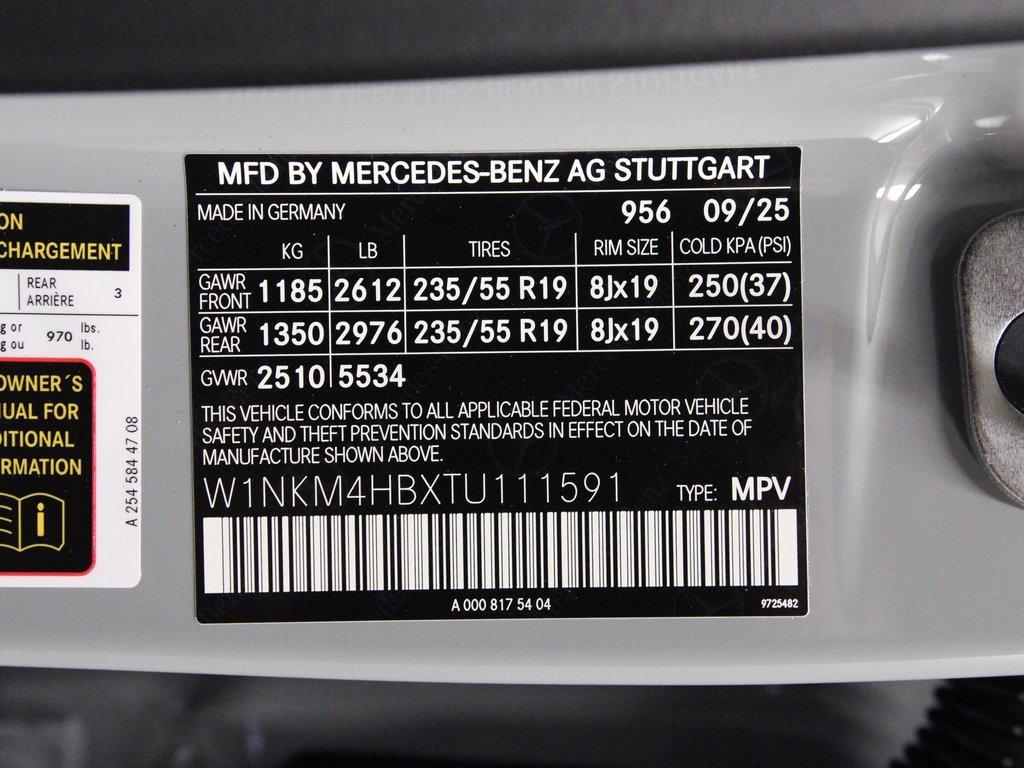 ON
CHARGEMENT
REAR
ARRIÈRE 3
g or 970 lbs.
g ou lb.
OWNER´S
UAL FOR
DITIONAL
RMATION
i
A 254 584 47 08
MFD BY MERCEDES-BENZ AG STUTTGART
MADE IN GERMANY 956 09/25
KG LB TIRES RIM SIZE COLD KPA (PSI)
GAWR FRONT 1185 2612 235/55 R19 8Jx19 250(37)
GAWR REAR 1350 2976 235/55 R19 8Jx19 270(40)
GVWR 2510 5534
THIS VEHICLE CONFORMS TO ALL APPLICABLE FEDERAL MOTOR VEHICLE
SAFETY AND THEFT PREVENTION STANDARDS IN EFFECT ON THE DATE OF
MANUFACTURE SHOWN ABOVE.
W1NKM4HBXTU111591 TYPE: MPV
A 000 817 54 04 9725482